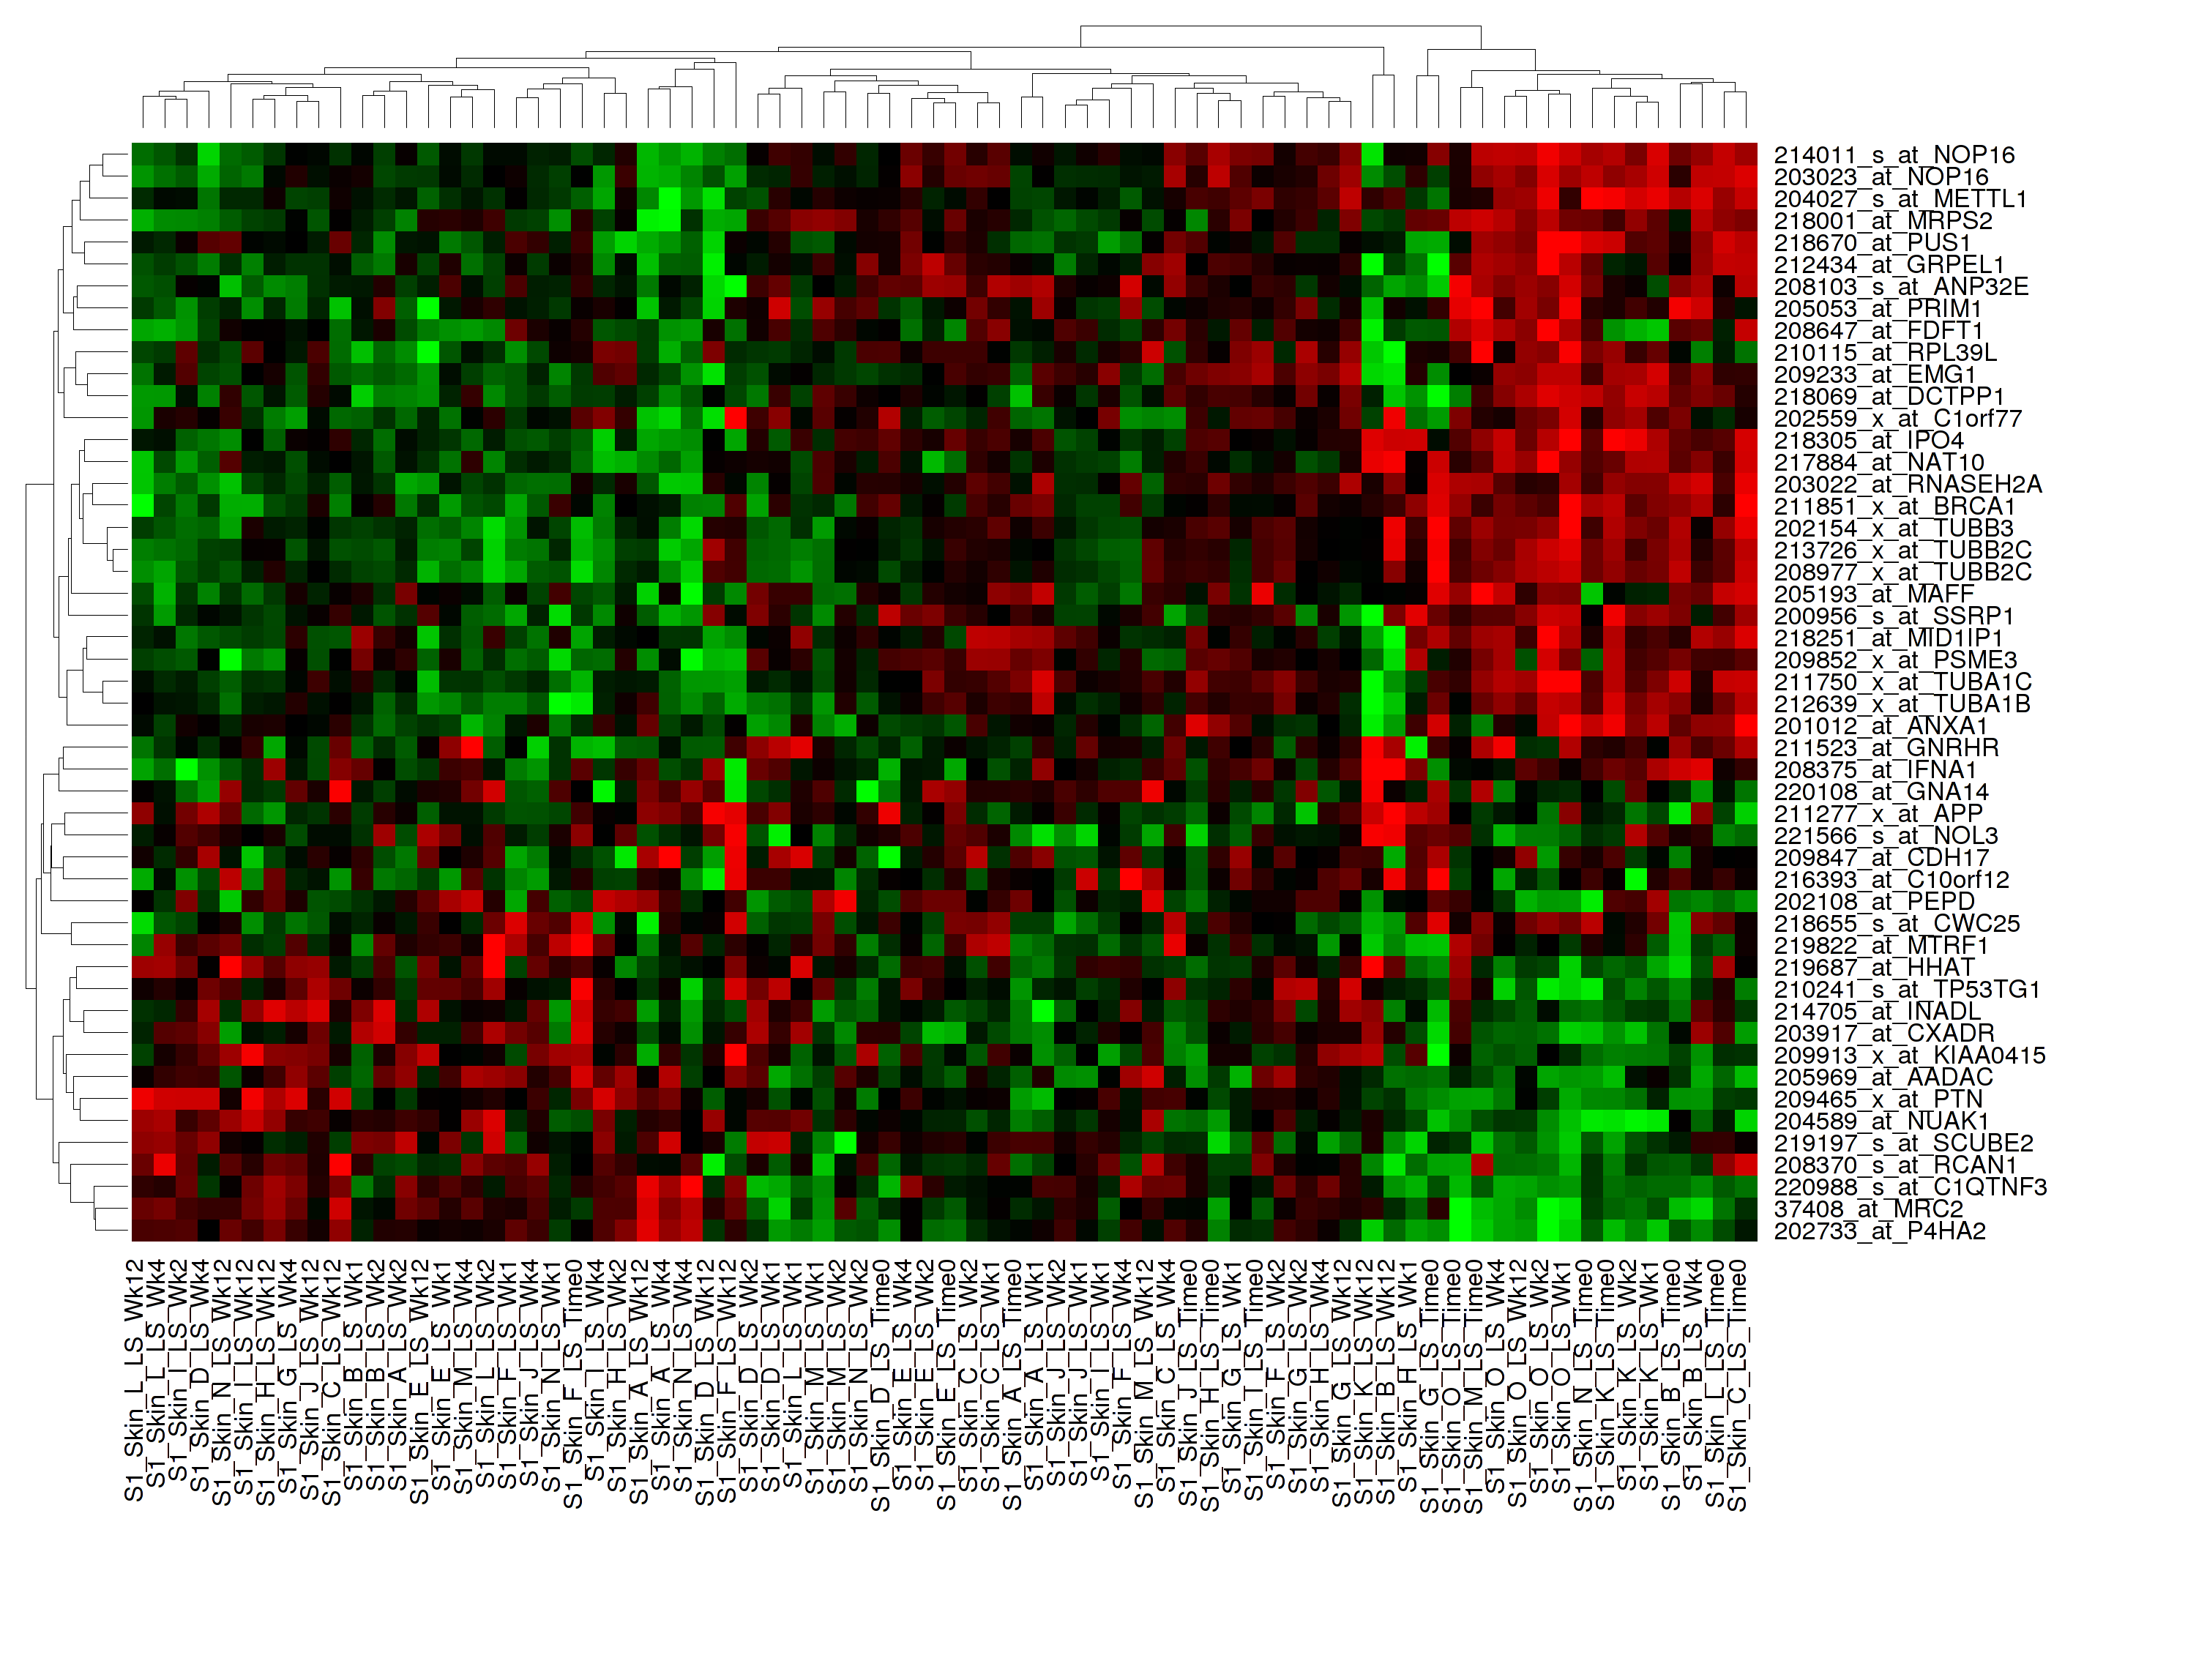 214011_s_at_NOP16
203023_at_NOP16
204027_s_at_METTL1
218001_at_MRPS2
218670_at_PUS1
212434_at_GRPEL1
208103_s_at_ANP32E
205053_at_PRIM1
208647_at_FDFT1
210115_at_RPL39L
209233_at_EMG1
218069_at_DCTPP1
202559_x_at_C1orf77
218305_at_IPO4
217884_at_NAT10
203022_at_RNASEH2A
211851_x_at_BRCA1
202154_x_at_TUBB3
213726_x_at_TUBB2C
208977_x_at_TUBB2C
205193_at_MAFF
200956_s_at_SSRP1
218251_at_MID1IP1
209852_x_at_PSME3
211750_x_at_TUBA1C
212639_x_at_TUBA1B
201012_at_ANXA1
211523_at_GNRHR
208375_at_IFNA1
220108_at_GNA14
211277_x_at_APP
221566_s_at_NOL3
209847_at_CDH17
216393_at_C10orf12
202108_at_PEPD
218655_s_at_CWC25
219822_at_MTRF1
219687_at_HHAT
210241_s_at_TP53TG1
214705_at_INADL
203917_at_CXADR
209913_x_at_KIAA0415
205969_at_AADAC
209465_x_at_PTN
204589_at_NUAK1
219197_s_at_SCUBE2
208370_s_at_RCAN1
220988_s_at_C1QTNF3
37408_at_MRC2
202733_at_P4HA2
S1_Skin_L_LS_Wk12
S1_Skin_L_LS_Wk4
S1_Skin_I_LS_Wk2
S1_Skin_D_LS_Wk4
S1_Skin_N_LS_Wk12
S1_Skin_I_LS_Wk12
S1_Skin_H_LS_Wk12
S1_Skin_G_LS_Wk4
S1_Skin_J_LS_Wk12
S1_Skin_C_LS_Wk12
S1_Skin_B_LS_Wk1
S1_Skin_B_LS_Wk2
S1_Skin_A_LS_Wk2
S1_Skin_E_LS_Wk12
S1_Skin_E_LS_Wk1
S1_Skin_M_LS_Wk4
S1_Skin_L_LS_Wk2
S1_Skin_F_LS_Wk1
S1_Skin_J_LS_Wk4
S1_Skin_N_LS_Wk1
S1_Skin_F_LS_Time0
S1_Skin_I_LS_Wk4
S1_Skin_H_LS_Wk2
S1_Skin_A_LS_Wk12
S1_Skin_A_LS_Wk4
S1_Skin_N_LS_Wk4
S1_Skin_D_LS_Wk12
S1_Skin_F_LS_Wk12
S1_Skin_D_LS_Wk2
S1_Skin_D_LS_Wk1
S1_Skin_L_LS_Wk1
S1_Skin_M_LS_Wk1
S1_Skin_M_LS_Wk2
S1_Skin_N_LS_Wk2
S1_Skin_D_LS_Time0
S1_Skin_E_LS_Wk4
S1_Skin_E_LS_Wk2
S1_Skin_E_LS_Time0
S1_Skin_C_LS_Wk2
S1_Skin_C_LS_Wk1
S1_Skin_A_LS_Time0
S1_Skin_A_LS_Wk1
S1_Skin_J_LS_Wk2
S1_Skin_J_LS_Wk1
S1_Skin_I_LS_Wk1
S1_Skin_F_LS_Wk4
S1_Skin_M_LS_Wk12
S1_Skin_C_LS_Wk4
S1_Skin_J_LS_Time0
S1_Skin_H_LS_Time0
S1_Skin_G_LS_Wk1
S1_Skin_I_LS_Time0
S1_Skin_F_LS_Wk2
S1_Skin_G_LS_Wk2
S1_Skin_H_LS_Wk4
S1_Skin_G_LS_Wk12
S1_Skin_K_LS_Wk12
S1_Skin_B_LS_Wk12
S1_Skin_H_LS_Wk1
S1_Skin_G_LS_Time0
S1_Skin_O_LS_Time0
S1_Skin_M_LS_Time0
S1_Skin_O_LS_Wk4
S1_Skin_O_LS_Wk12
S1_Skin_O_LS_Wk2
S1_Skin_O_LS_Wk1
S1_Skin_N_LS_Time0
S1_Skin_K_LS_Time0
S1_Skin_K_LS_Wk2
S1_Skin_K_LS_Wk1
S1_Skin_B_LS_Time0
S1_Skin_B_LS_Wk4
S1_Skin_L_LS_Time0
S1_Skin_C_LS_Time0